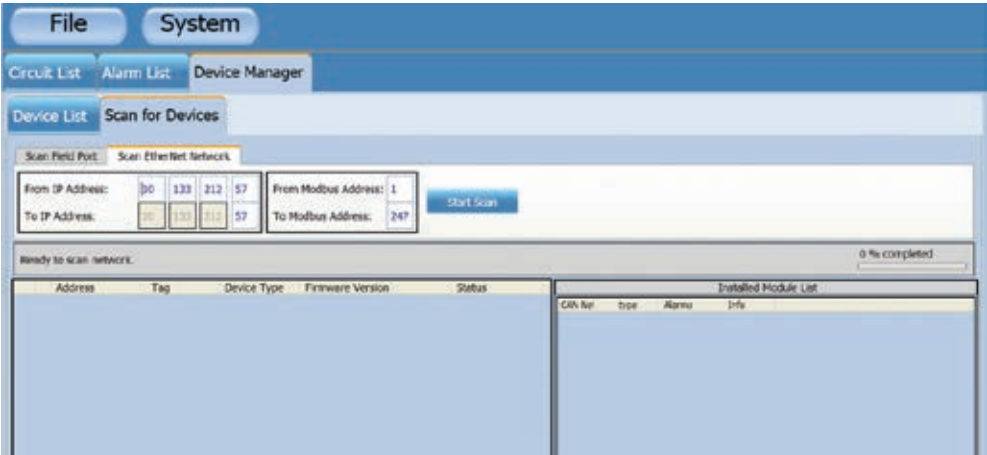 File System
Circuit List Alarm List Device Manager
Device List Scan for Devices
Scan Field Port Scan EtherNet Network
From IP Address: 133 212 57 From Modbus Address: 1
Start Scan
To IP Address: 133 212 57 To Modbus Address: 247
Ready to scan network. 0 % completed
Address Tag Device Type Firmware Version Status Installed Module List
type Alarms Info